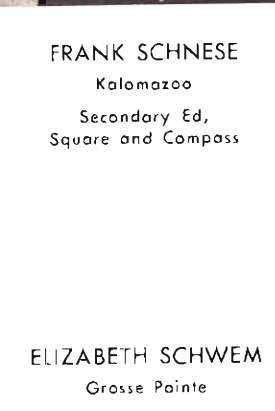 FRANK SCHNESE
Kalamazoo
Secondary Ed,
Square and Compass
ELIZABETH SCHWEM
Grosse Pointe